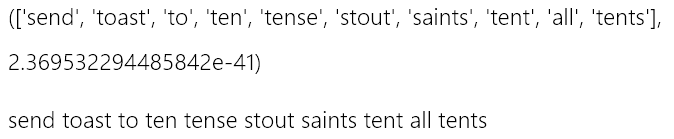 (['send', 'toast', 'to', 'ten', 'tense', 'stout', 'saints', 'tent', 'all', 'tents'],
2.369532294485842e-41)
send toast to ten tense stout saints tent all tents